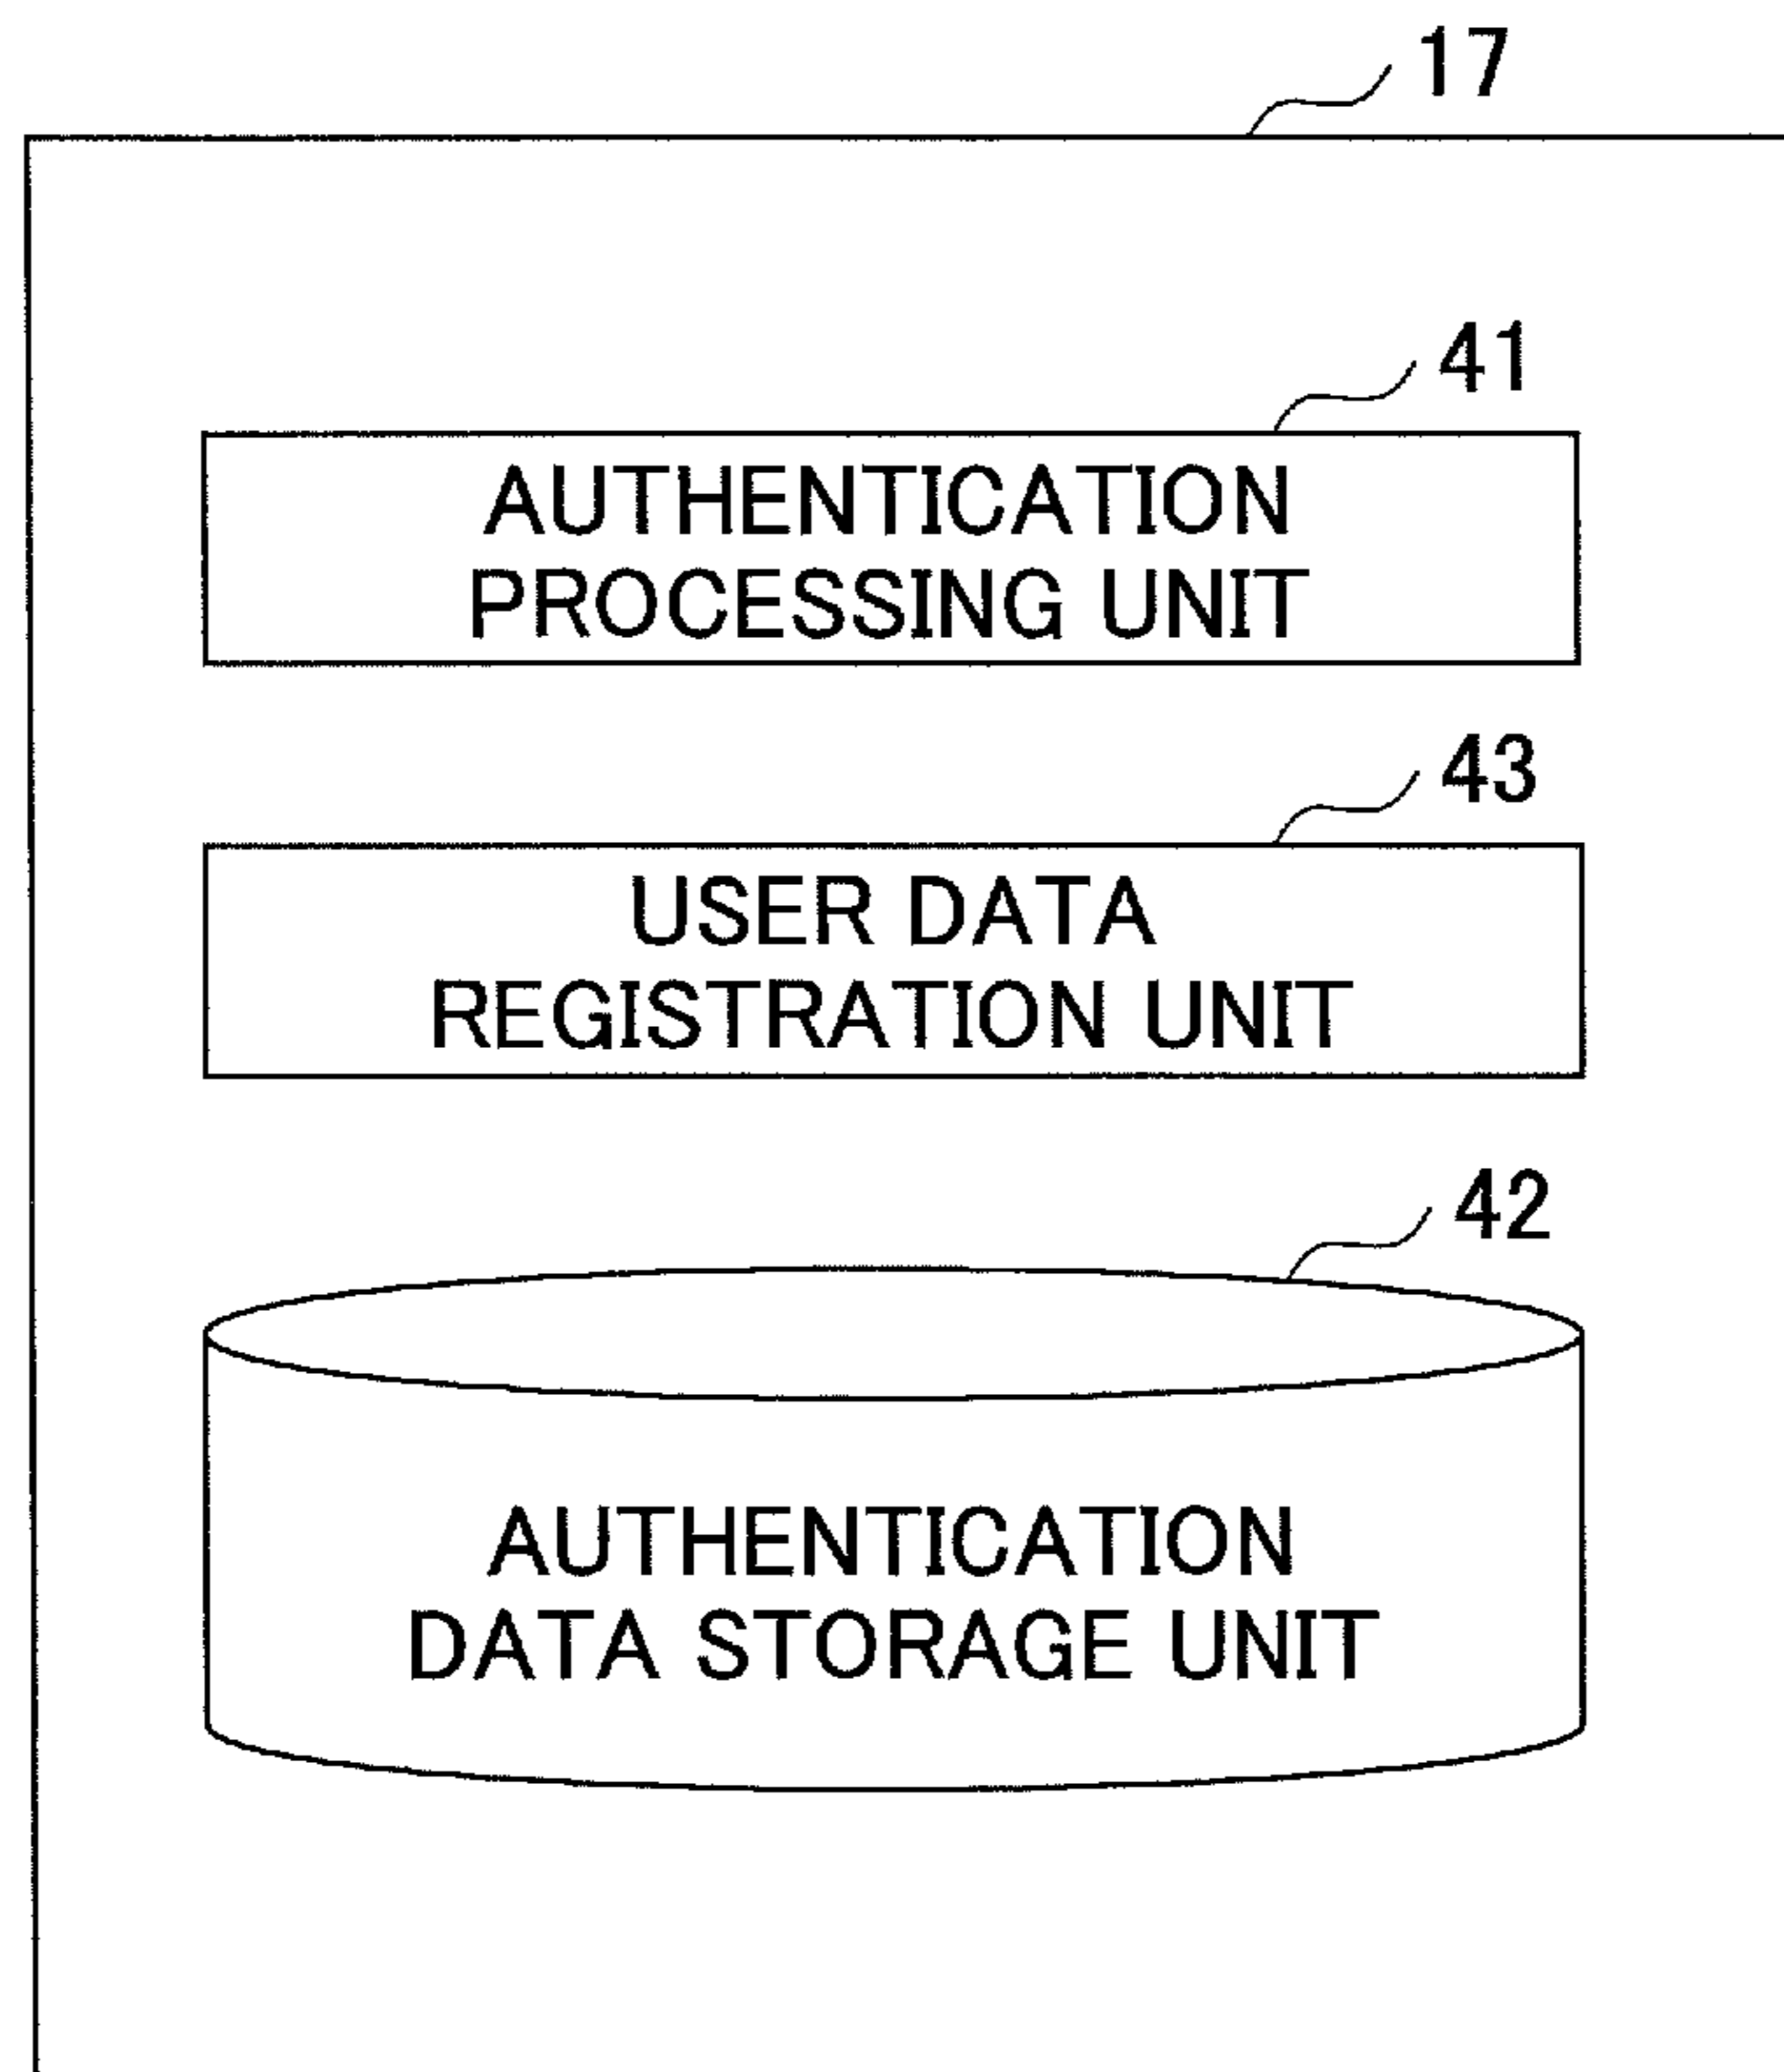 17
41
AUTHENTICATION
PROCESSING UNIT
43
USER DATA
REGISTRATION UNIT
42
AUTHENTICATION
DATA STORAGE UNIT